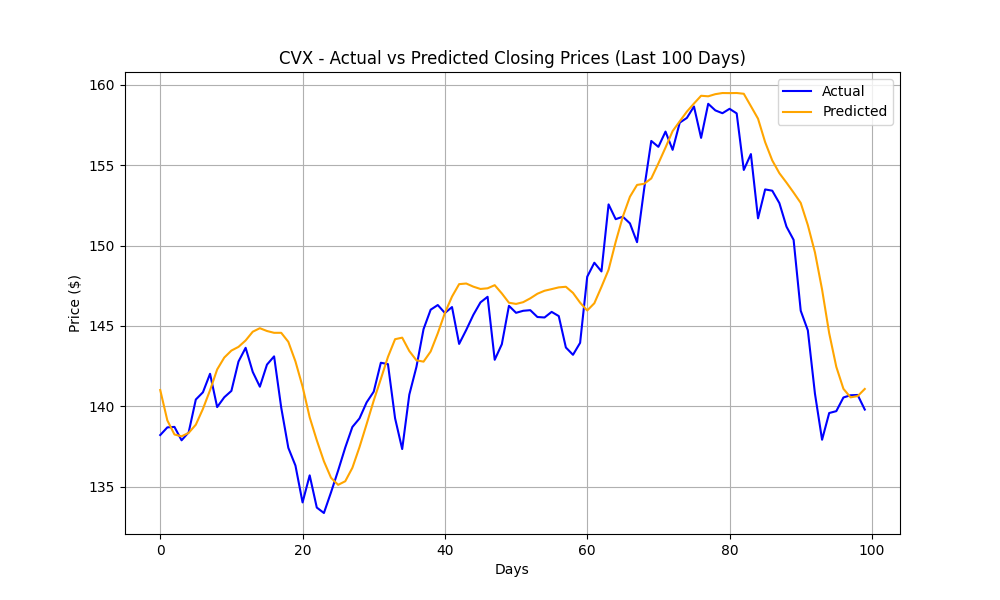 CVX - Actual vs Predicted Closing Prices (Last 100 Days)
Actual
Predicted
Price ($)
160
155
150
145
140
135
0 20 40 60 80 100
Days